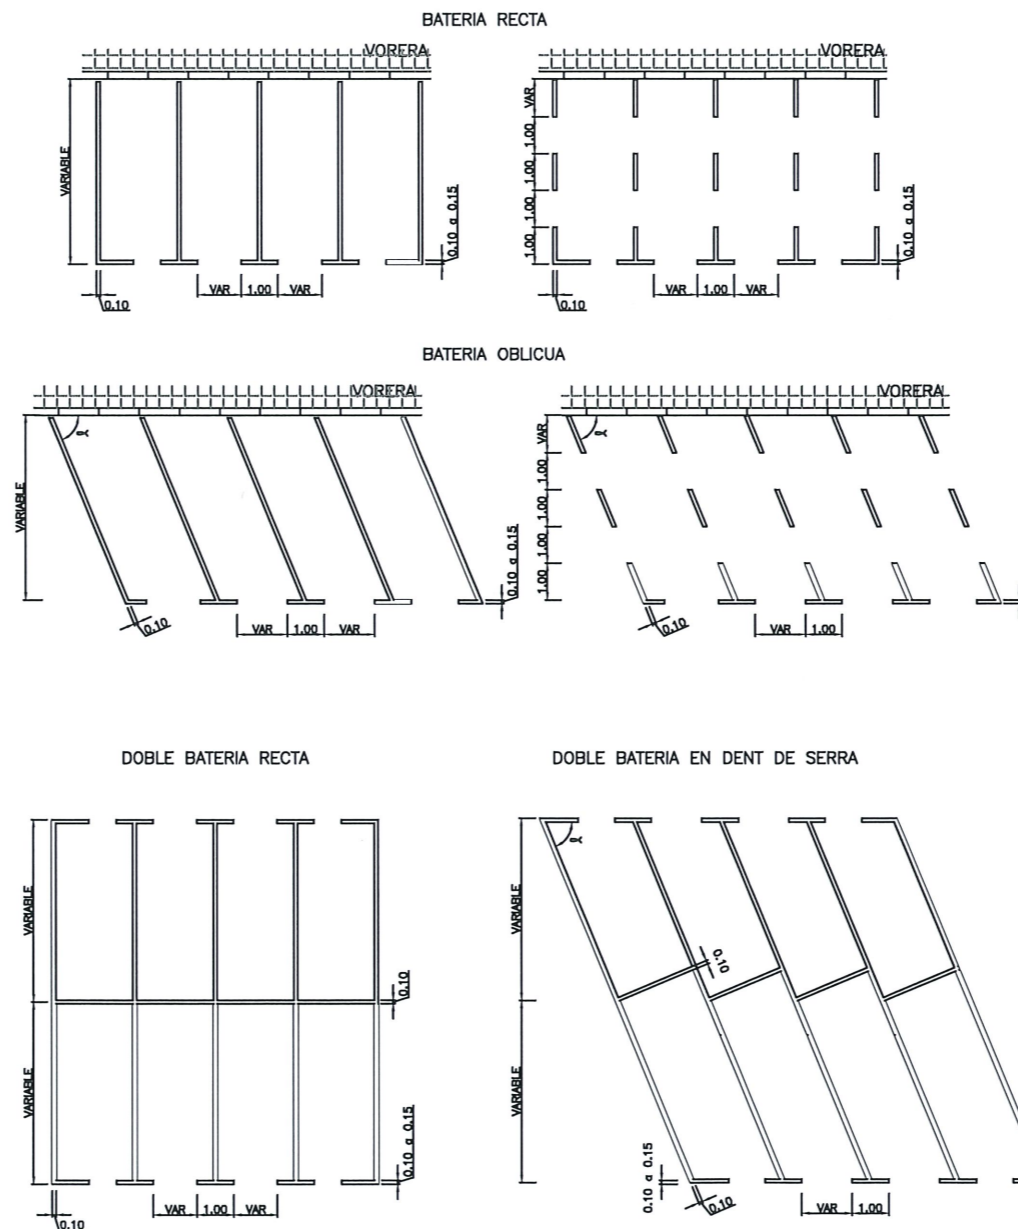 BATERIA RECTA
VORERA
VORERA
VARIABLE
0.10 a 0.15
VAR 1.00 VAR
0.10
VAR
1.00
1.00
1.00
1.00
0.10 a 0.15
VAR 1.00 VAR
0.10
BATERIA OBLICUA
VORERA
VORERA
VARIABLE
0.10 a 0.15
0.10
VAR 1.00 VAR
VAR
1.00
1.00
1.00
1.00
0.10
VAR 1.00
DOBLE BATERIA RECTA
DOBLE BATERIA EN DENT DE SERRA
VARIABLE
0.10
VARIABLE
0.10 a 0.15
0.10
VAR 1.00 VAR
VARIABLE
0.10
VARIABLE
0.10 a 0.15
0.10
VAR 1.00